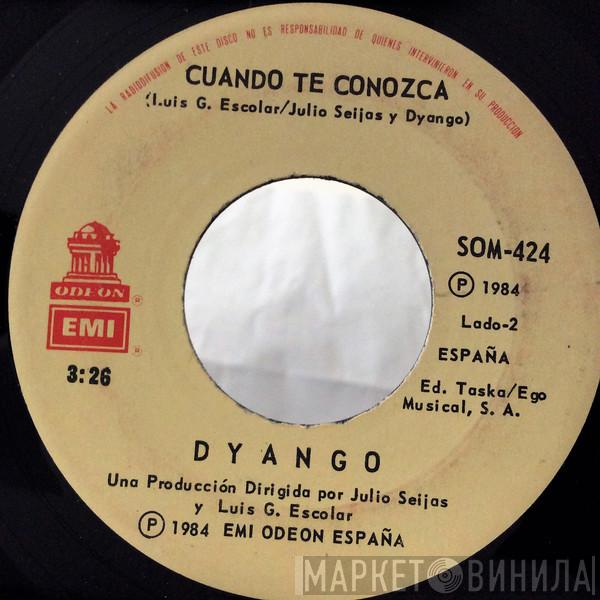 LA RADIODIFUSION DE ESTE DISCO NO ES RESPONSABILIDAD DE QUIENES INTERVINIERON EN SU PRODUCCION
CUANDO TE CONOZCA
(Luis G. Escolar/Julio Seijas y Dyango)
ODEON ®
EMI ®
3:26
SOM-424
Ⓟ 1984
Lado-2
ESPAÑA
Ed. Taska/Ego
Musical, S. A.
DYANGO
Una Producción Dirigida por Julio Seijas
y Luis G. Escolar
Ⓟ 1984 EMI ODEON ESPAÑA
МАРКЕТ ВИНИЛА